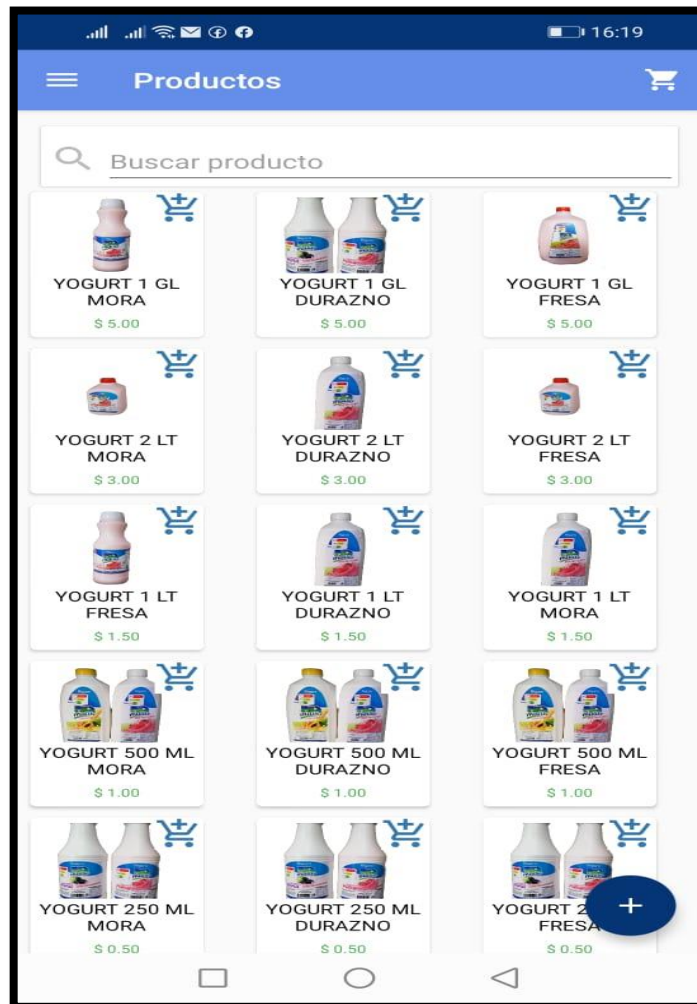 16:19
Productos
Buscar producto
YOGURT 1 GL
MORA
$ 5.00
YOGURT 1 GL
DURAZNO
$ 5.00
YOGURT 1 GL
FRESA
$ 5.00
YOGURT 2 LT
MORA
$ 3.00
YOGURT 2 LT
DURAZNO
$ 3.00
YOGURT 2 LT
FRESA
$ 3.00
YOGURT 1 LT
FRESA
$ 1.50
YOGURT 1 LT
DURAZNO
$ 1.50
YOGURT 1 LT
MORA
$ 1.50
YOGURT 500 ML
MORA
$ 1.00
YOGURT 500 ML
DURAZNO
$ 1.00
YOGURT 500 ML
FRESA
$ 1.00
YOGURT 250 ML
MORA
$ 0.50
YOGURT 250 ML
DURAZNO
$ 0.50
YOGURT 2
FRESA
$ 0.50